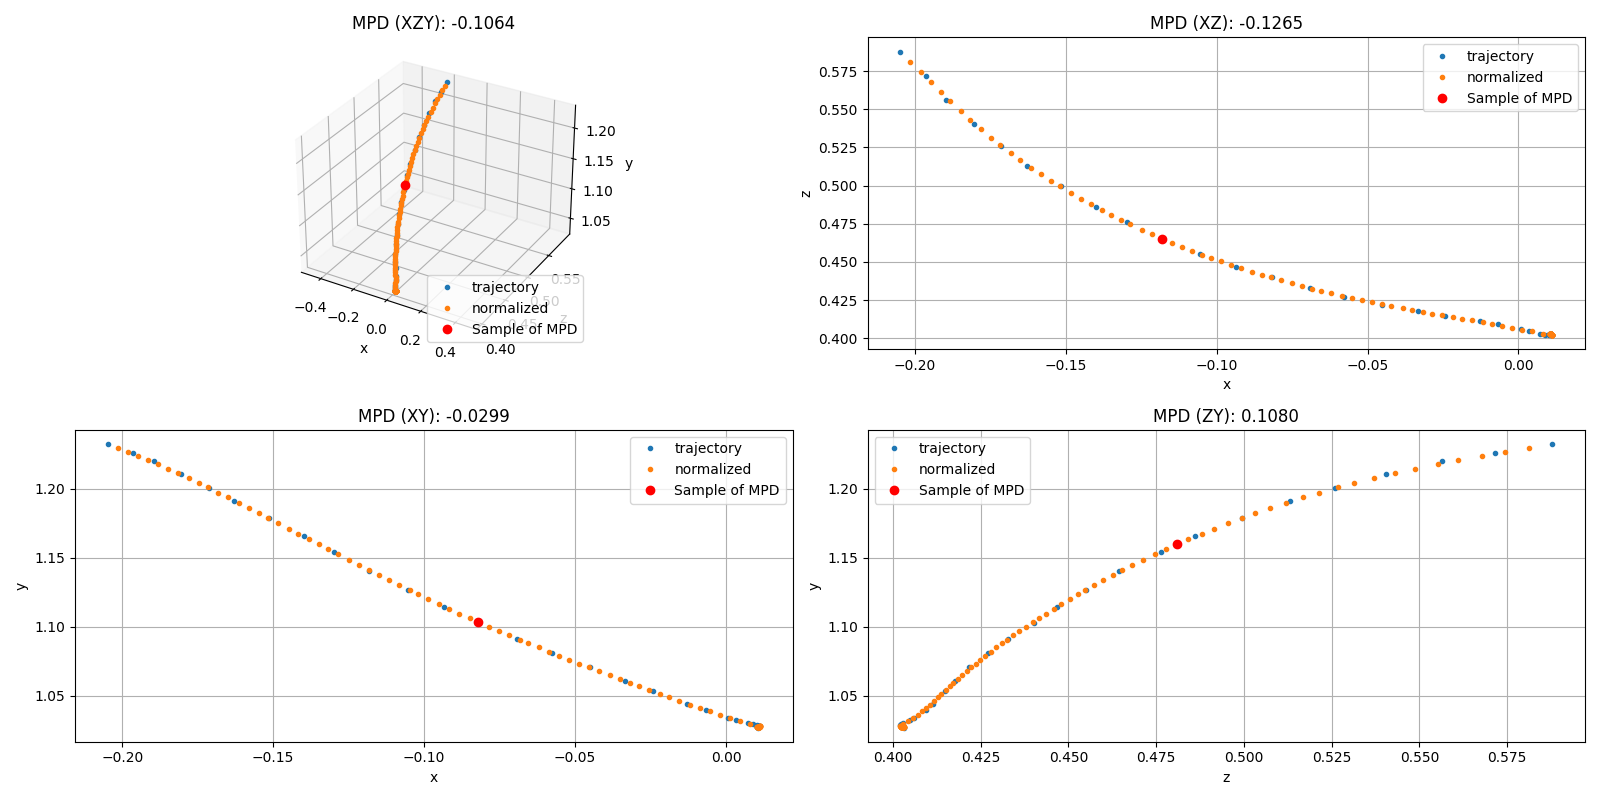 MPD (XZY): -0.1064
1.20
1.15
1.10
1.05
y
0.55
0.50
0.45
0.40
z
−0.4
−0.2
0.0
0.2
0.4
x
trajectory
normalized
Sample of MPD
MPD (XZ): -0.1265
0.575
0.550
0.525
0.500
0.475
0.450
0.425
0.400
z
−0.20
−0.15
−0.10
−0.05
0.00
x
trajectory
normalized
Sample of MPD
MPD (XY): -0.0299
1.20
1.15
1.10
1.05
y
−0.20
−0.15
−0.10
−0.05
0.00
x
trajectory
normalized
Sample of MPD
MPD (ZY): 0.1080
1.20
1.15
1.10
1.05
y
0.400
0.425
0.450
0.475
0.500
0.525
0.550
0.575
z
trajectory
normalized
Sample of MPD